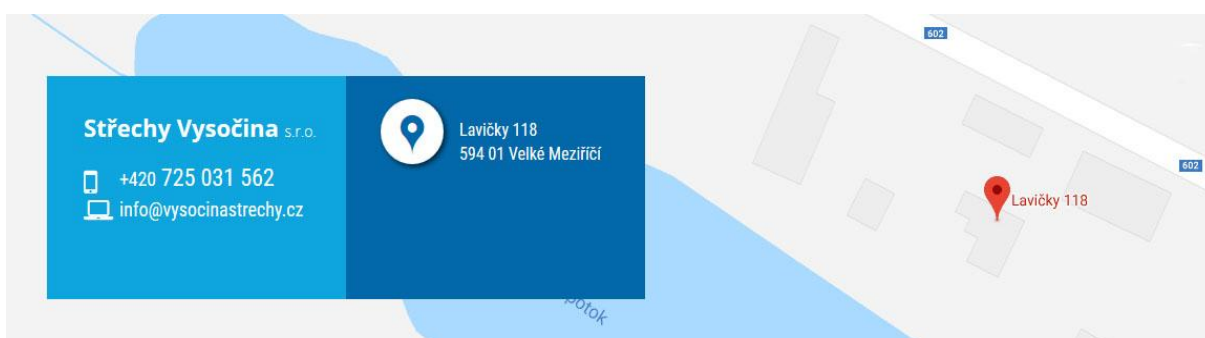 Střechy Vysočina s.r.o.
+420 725 031 562
info@vysocinastrechy.cz
Lavičky 118
594 01 Velké Meziříčí
602
602
Lavičky 118
potok